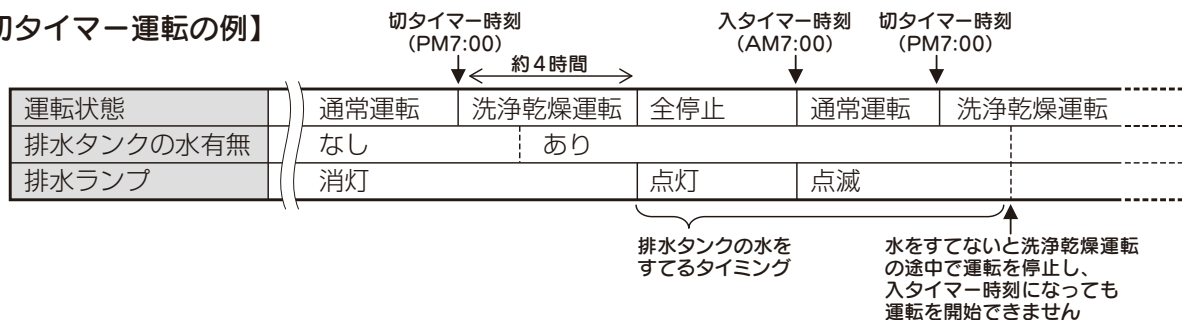 切タイマー運転の例】
切タイマー時刻
(PM7:00)
入タイマー時刻
(AM7:00)
切タイマー時刻
(PM7:00)
約4時間
運転状態 通常運転 洗浄乾燥運転 全停止 通常運転 洗浄乾燥運転
排水タンクの水有無 なし あり
排水ランプ 消灯 点灯 点滅
排水タンクの水を
すてるタイミング
水をすてないと洗浄乾燥運転
の途中で運転を停止し、
入タイマー時刻になっても
運転を開始できません